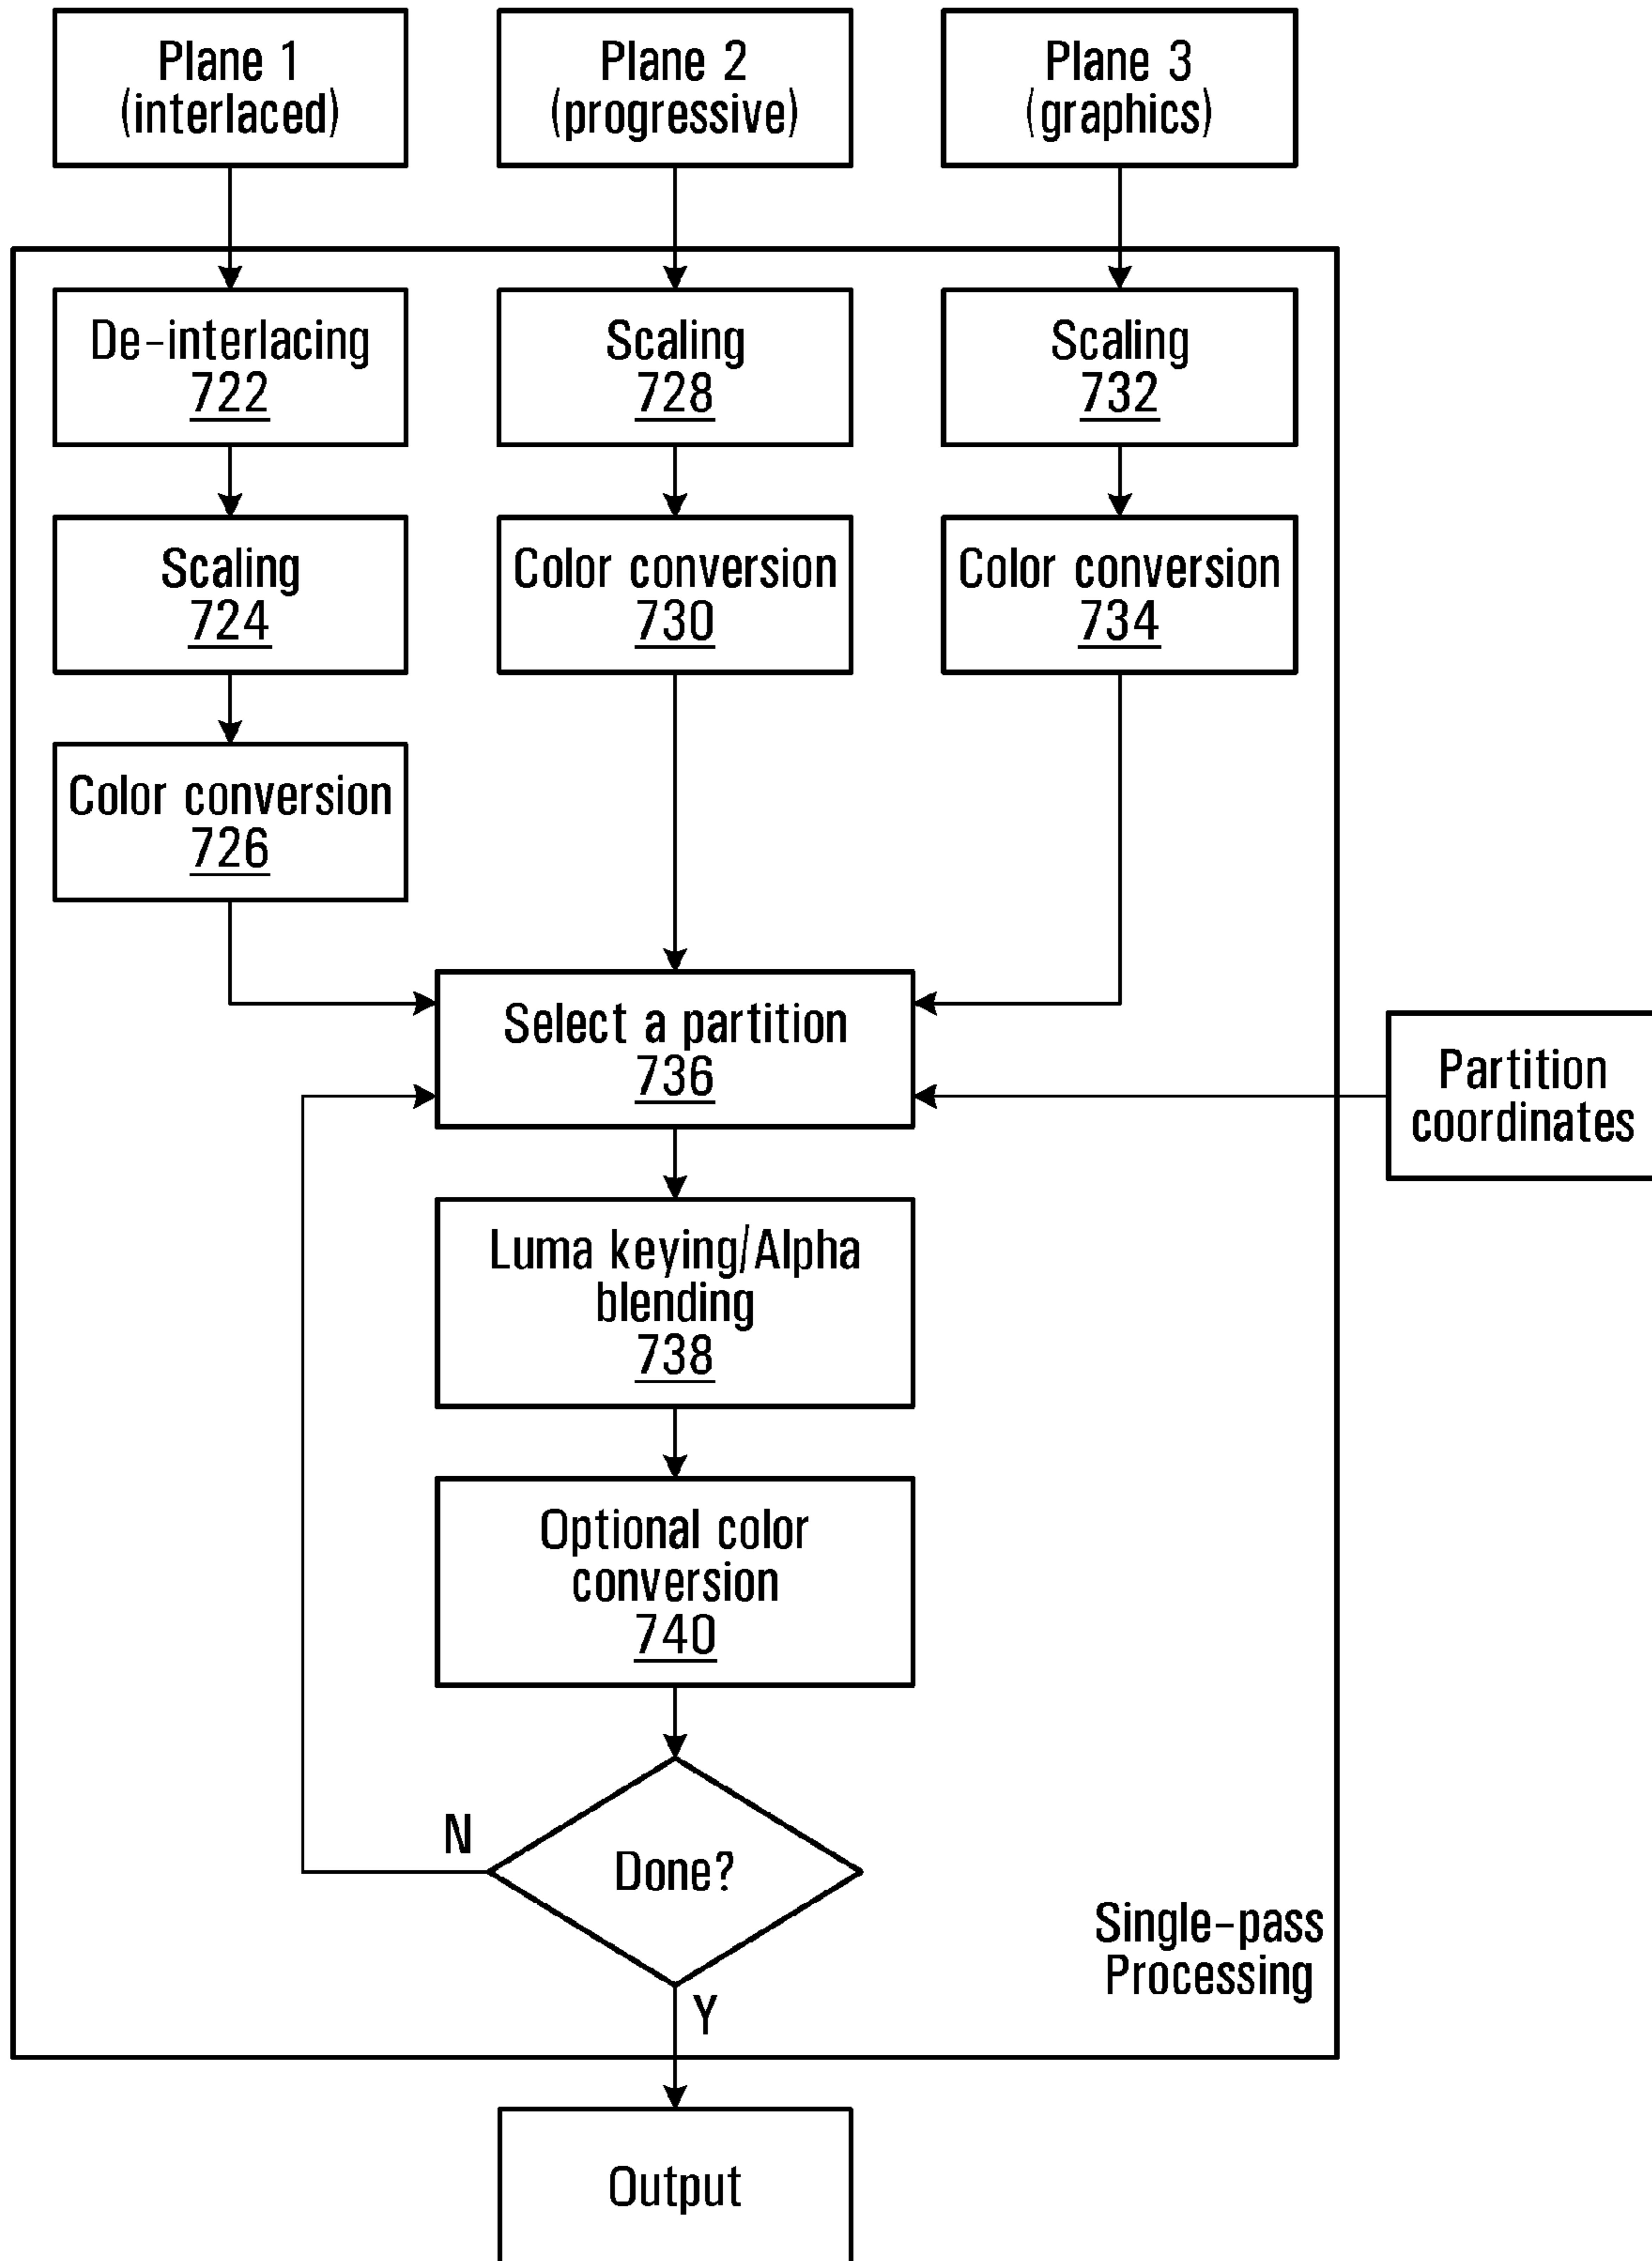 Plane 1
(interlaced)
Plane 2
(progressive)
Plane 3
(graphics)
De-interlacing
722
Scaling
728
Scaling
732
Scaling
724
Color conversion
730
Color conversion
734
Color conversion
726
Select a partition
736
Partition
coordinates
Luma keying/Alpha
blending
738
Optional color
conversion
740
N
Done?
Single-pass
Processing
Y
Output